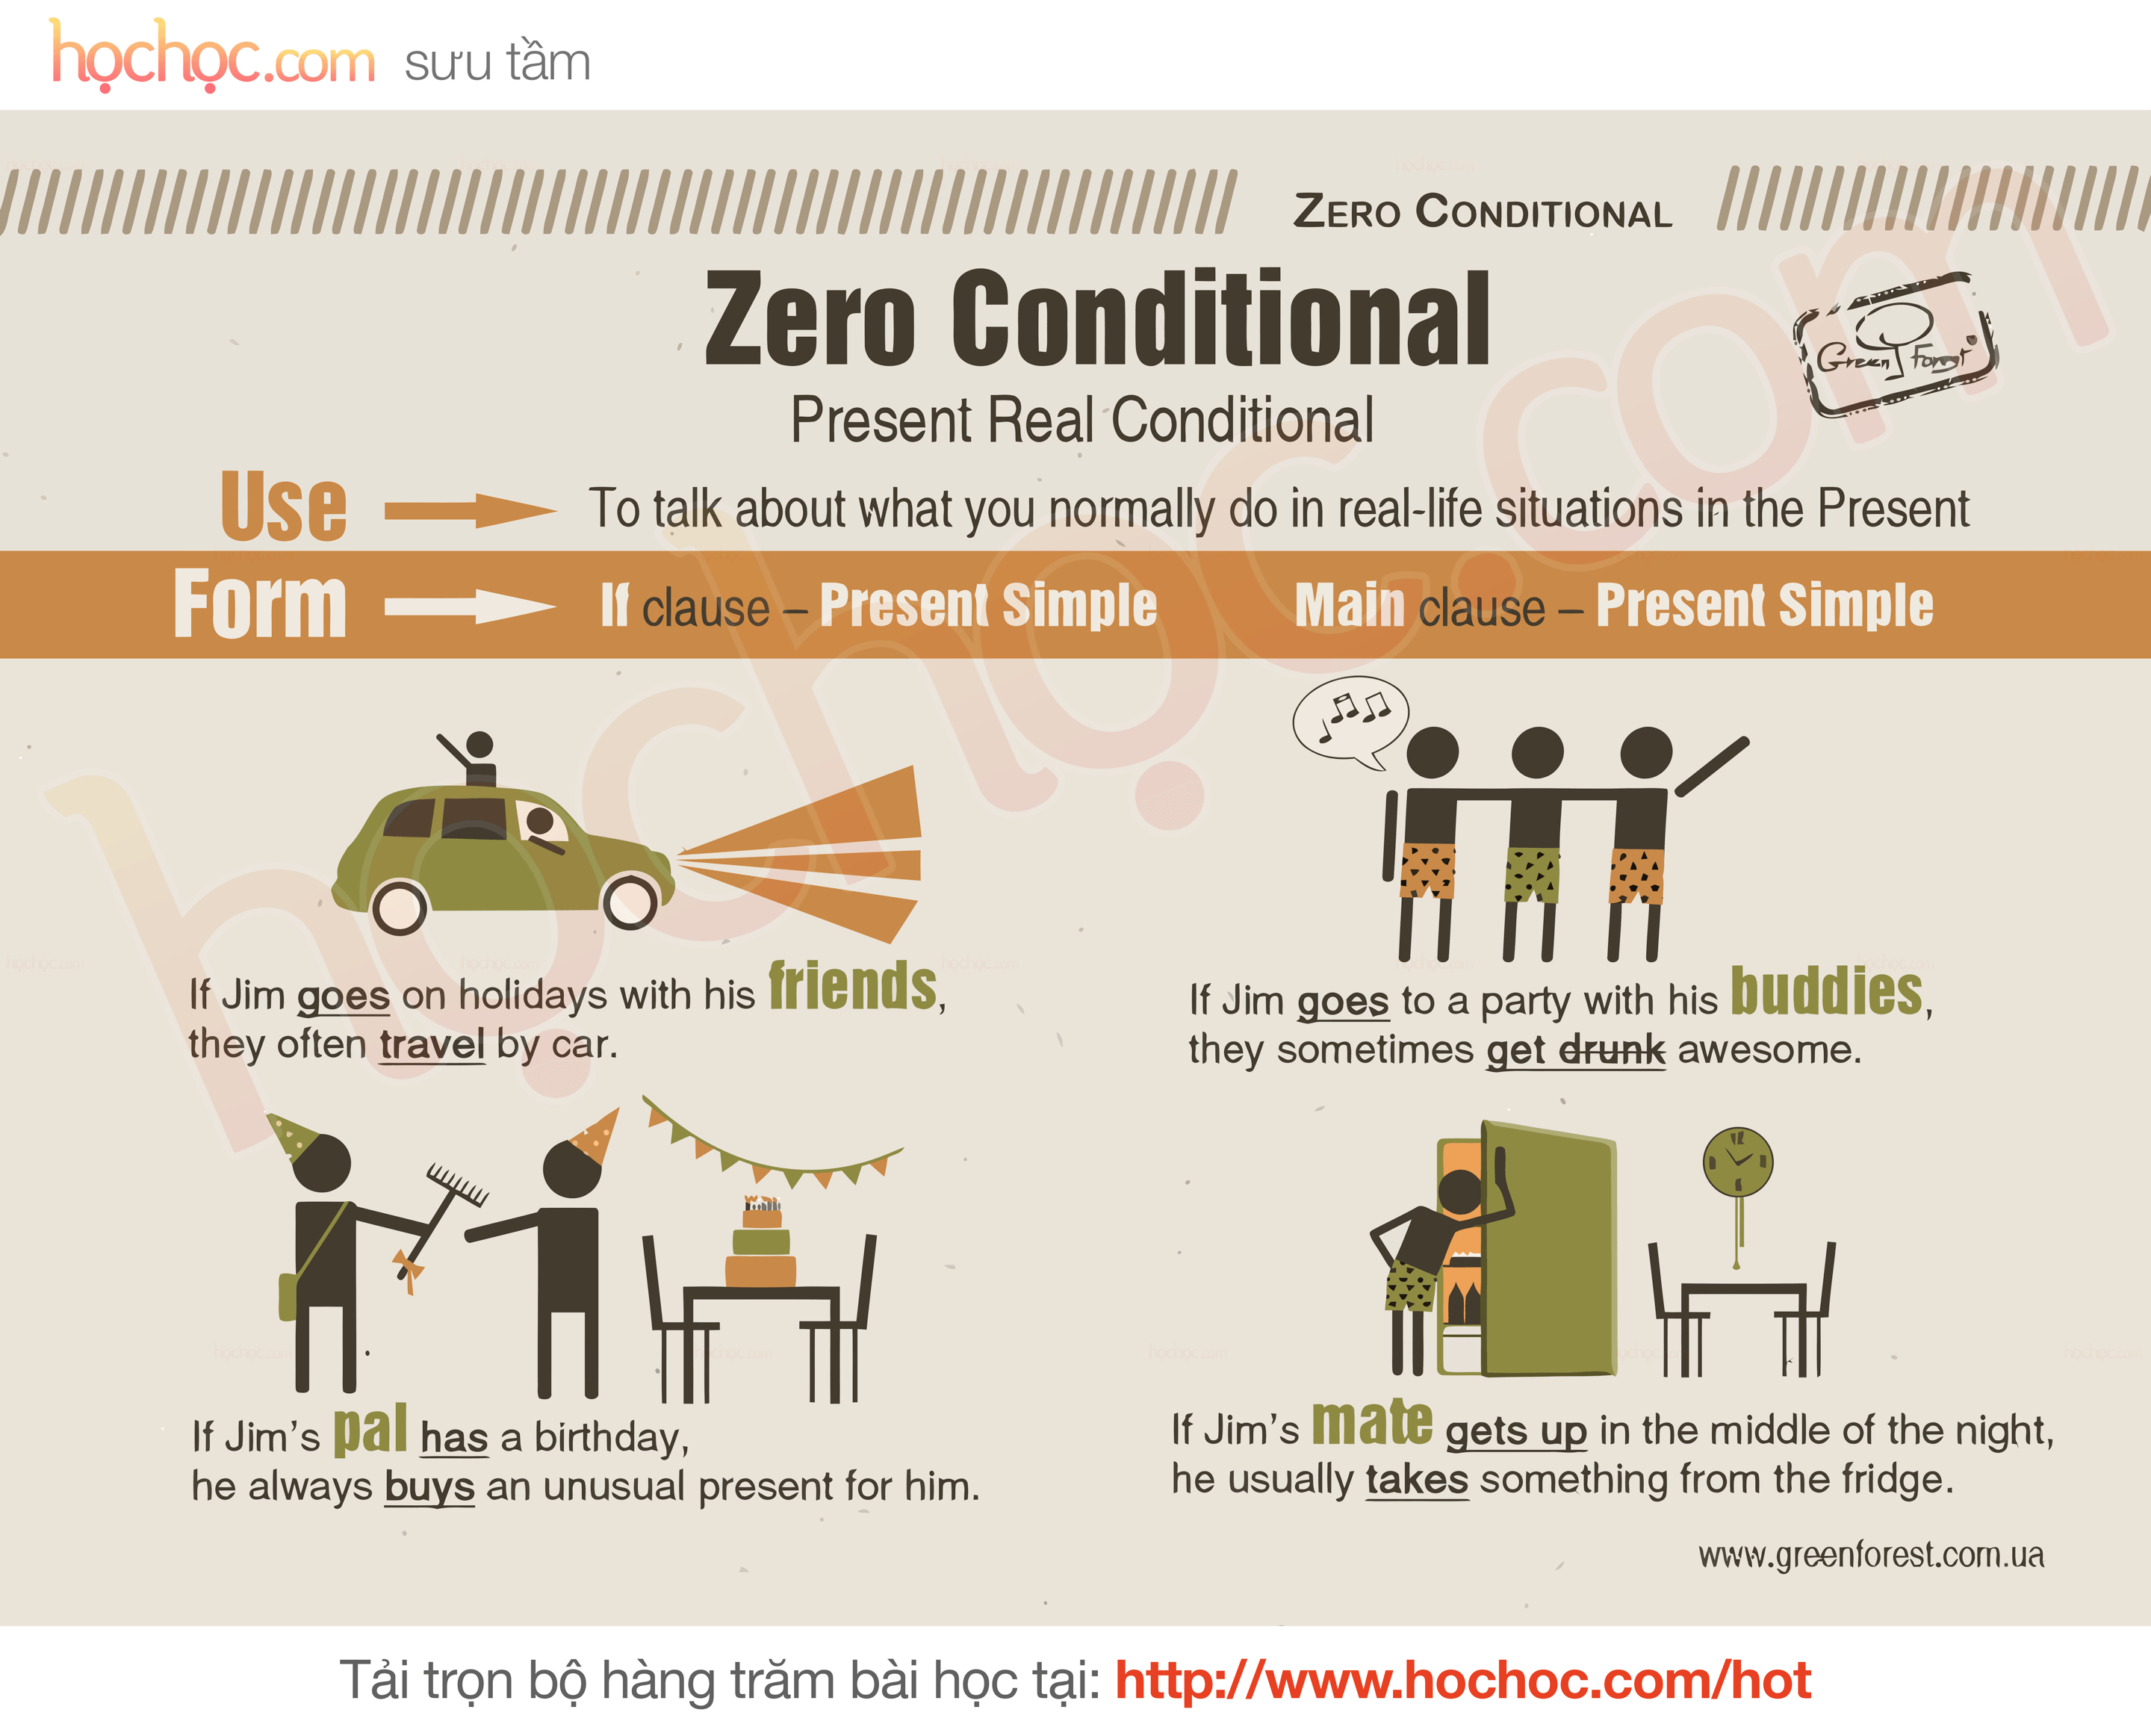 họchọc.com sưu tầm
Zero Conditional
Zero Conditional
Green Forest
Present Real Conditional
Use To talk about what you normally do in real-life situations in the Present
Form If clause – Present Simple Main clause – Present Simple
If Jim goes on holidays with his friends,
they often travel by car.
If Jim goes to a party with his buddies,
they sometimes get drunk awesome.
If Jim's pal has a birthday,
he always buys an unusual present for him.
If Jim's mate gets up in the middle of the night,
he usually takes something from the fridge.
www.greenforest.com.ua
họchọc.com
Tải trọn bộ hàng trăm bài học tại: http://www.hochoc.com/hot